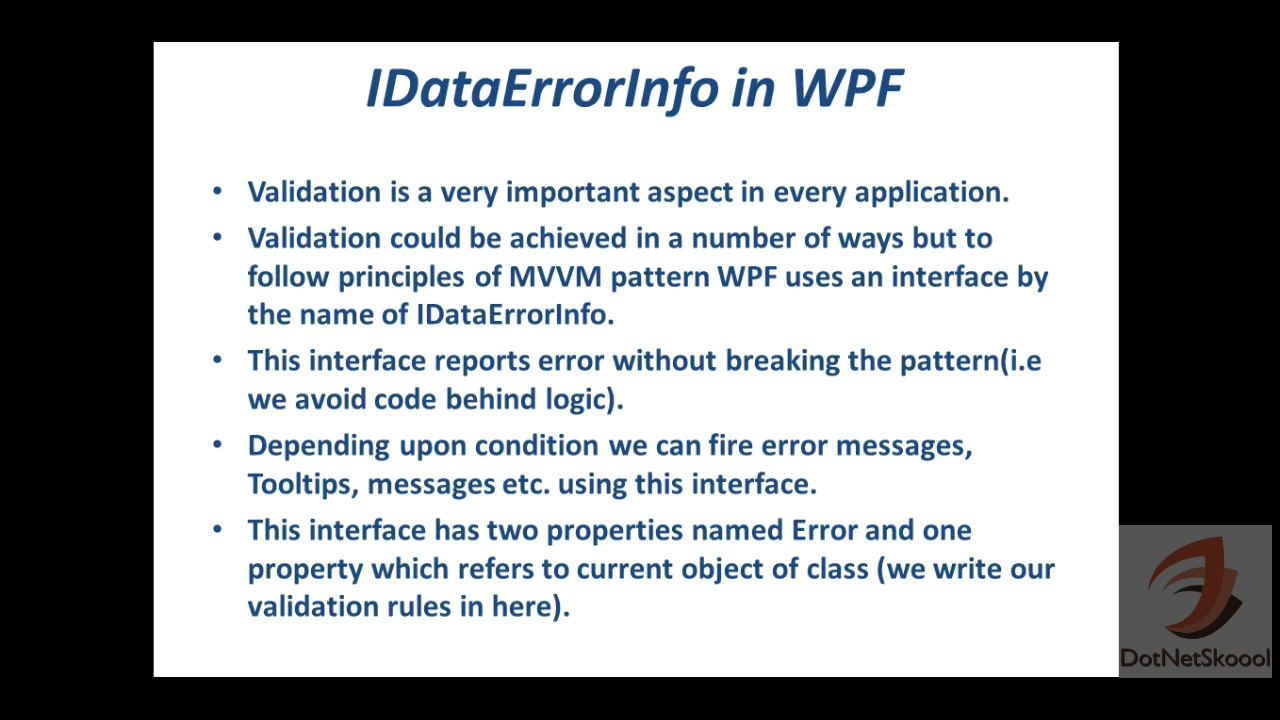 IDataErrorInfo in WPF
• Validation is a very important aspect in every application.
• Validation could be achieved in a number of ways but to
follow principles of MVVM pattern WPF uses an interface by
the name of IDataErrorInfo.
• This interface reports error without breaking the pattern(i.e
we avoid code behind logic).
• Depending upon condition we can fire error messages,
Tooltips, messages etc. using this interface.
• This interface has two properties named Error and one
property which refers to current object of class (we write our
validation rules in here).
DotNetSkoool